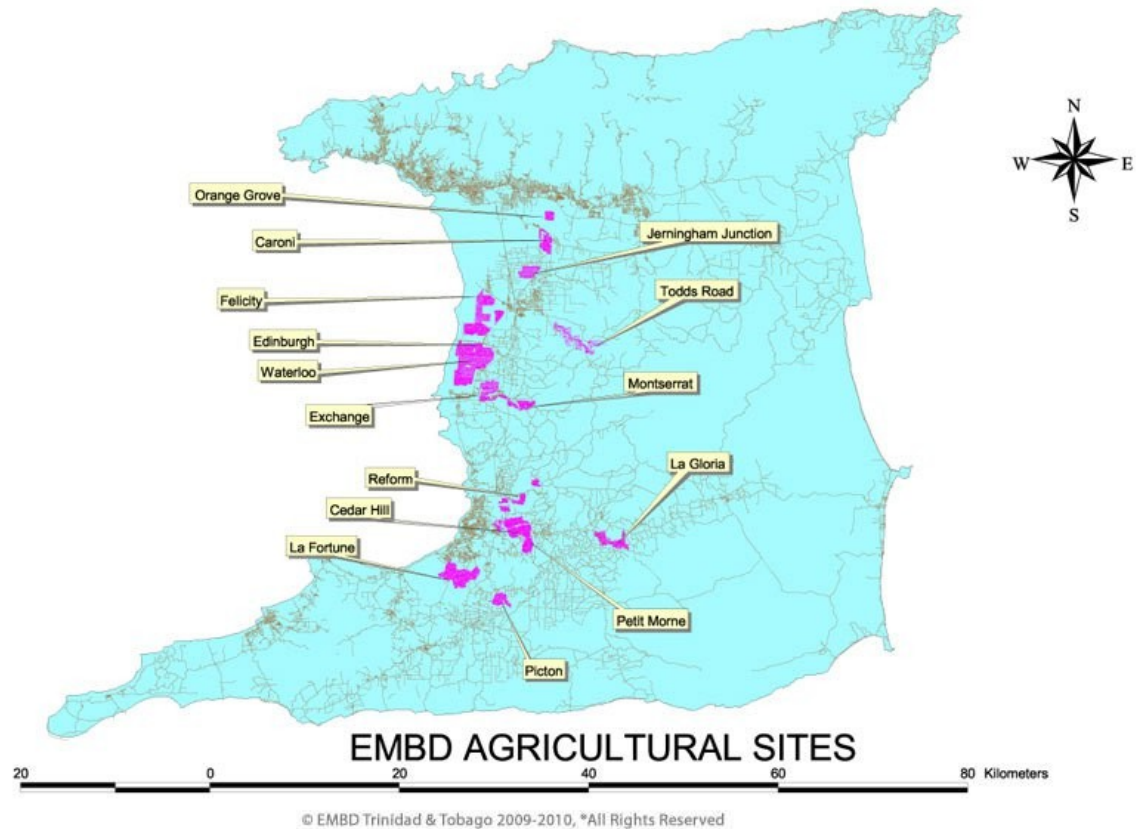 N
W E
S
Orange Grove
Caroni
Jerningham Junction
Felicity
Todds Road
Edinburgh
Waterloo
Montserrat
Exchange
La Gloria
Reform
Cedar Hill
La Fortune
Petit Morne
Picton
EMBD AGRICULTURAL SITES
20 0 20 40 60 80 Kilometers
© EMBD Trinidad & Tobago 2009-2010, *All Rights Reserved